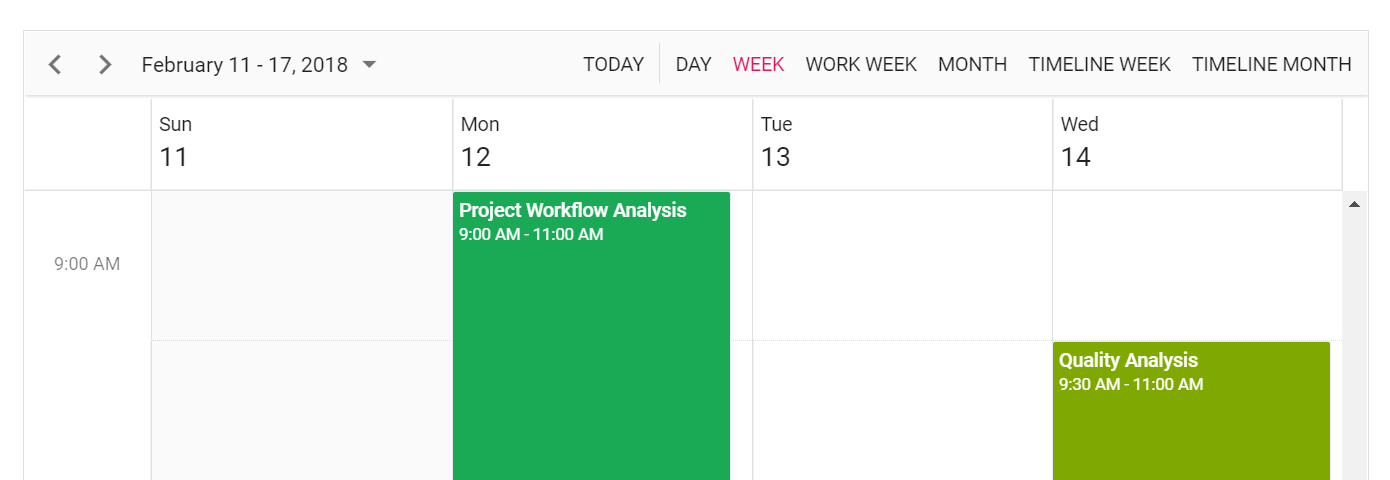 February 11 - 17, 2018 TODAY DAY WEEK WORK WEEK MONTH TIMELINE WEEK TIMELINE MONTH
Sun Mon Tue Wed
11 12 13 14
Project Workflow Analysis
9:00 AM - 11:00 AM
9:00 AM
Quality Analysis
9:30 AM - 11:00 AM